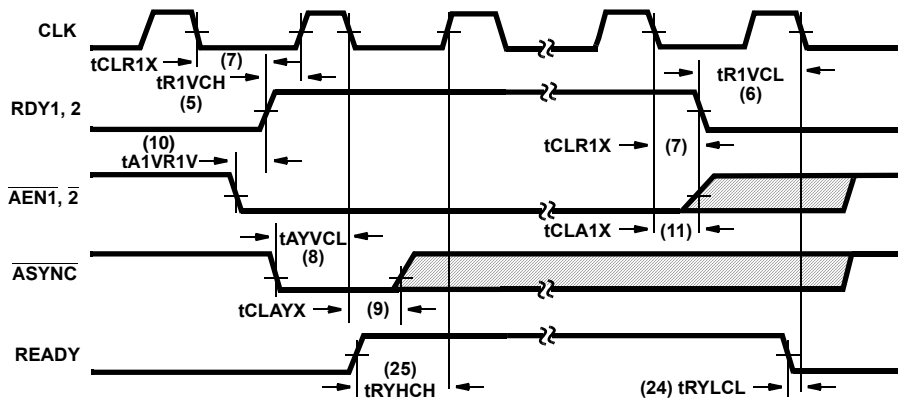 CLK
tCLR1X
(7)
tR1VCH
(5)
tR1VCL
(6)
RDY1, 2
(10)
tA1VR1V
tCLR1X
(7)
AEN1, 2
tCLA1X
(11)
tAYVCL
(8)
ASYNC
tCLAYX
(9)
READY
(25)
tRYHCH
(24) tRYLCL